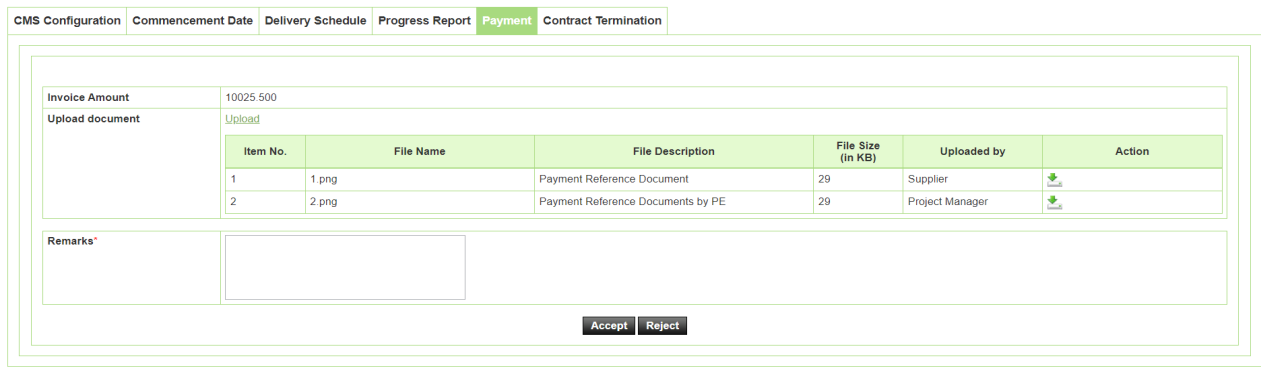 CMS Configuration Commencement Date Delivery Schedule Progress Report Payment Contract Termination
Invoice Amount 10025.500
Upload document Upload
Item No. File Name File Description File Size (in KB) Uploaded by Action
1 1.png Payment Reference Document 29 Supplier
2 2.png Payment Reference Documents by PE 29 Project Manager
Remarks*
Accept Reject